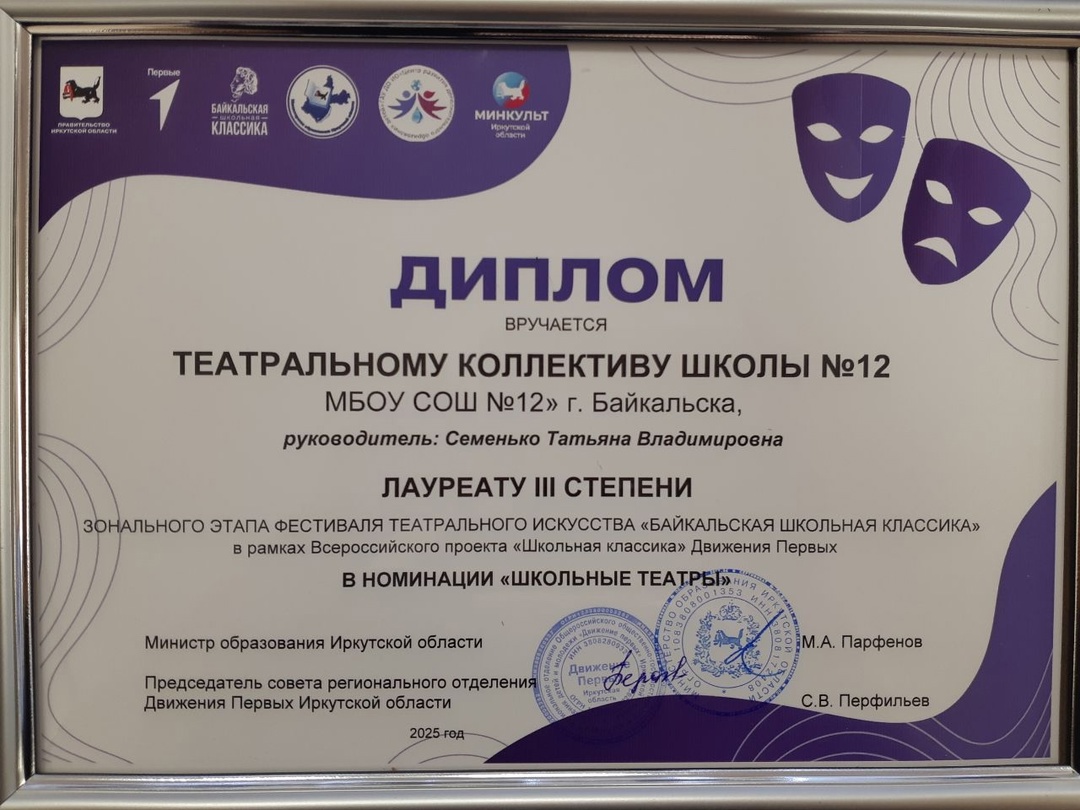 ПРАВИТЕЛЬСТВО
ИРКУТСКОЙ ОБЛАСТИ
Первые
БАЙКАЛЬСКАЯ
ШКОЛЬНАЯ
КЛАССИКА
МИНКУЛЬТ
Иркутской
области
ДИПЛОМ
ВРУЧАЕТСЯ
ТЕАТРАЛЬНОМУ КОЛЛЕКТИВУ ШКОЛЫ №12
МБОУ СОШ №12» г. Байкальска,
руководитель: Семенько Татьяна Владимировна
ЛАУРЕАТУ III СТЕПЕНИ
ЗОНАЛЬНОГО ЭТАПА ФЕСТИВАЛЯ ТЕАТРАЛЬНОГО ИСКУССТВА «БАЙКАЛЬСКАЯ ШКОЛЬНАЯ КЛАССИКА»
в рамках Всероссийского проекта «Школьная классика» Движения Первых
В НОМИНАЦИИ «ШКОЛЬНЫЕ ТЕАТРЫ»
Министр образования Иркутской области
М.А. Парфенов
Председатель совета регионального отделения
Движения Первых Иркутской области
С.В. Перфильев
Движение
Иркутская
область
2025 год